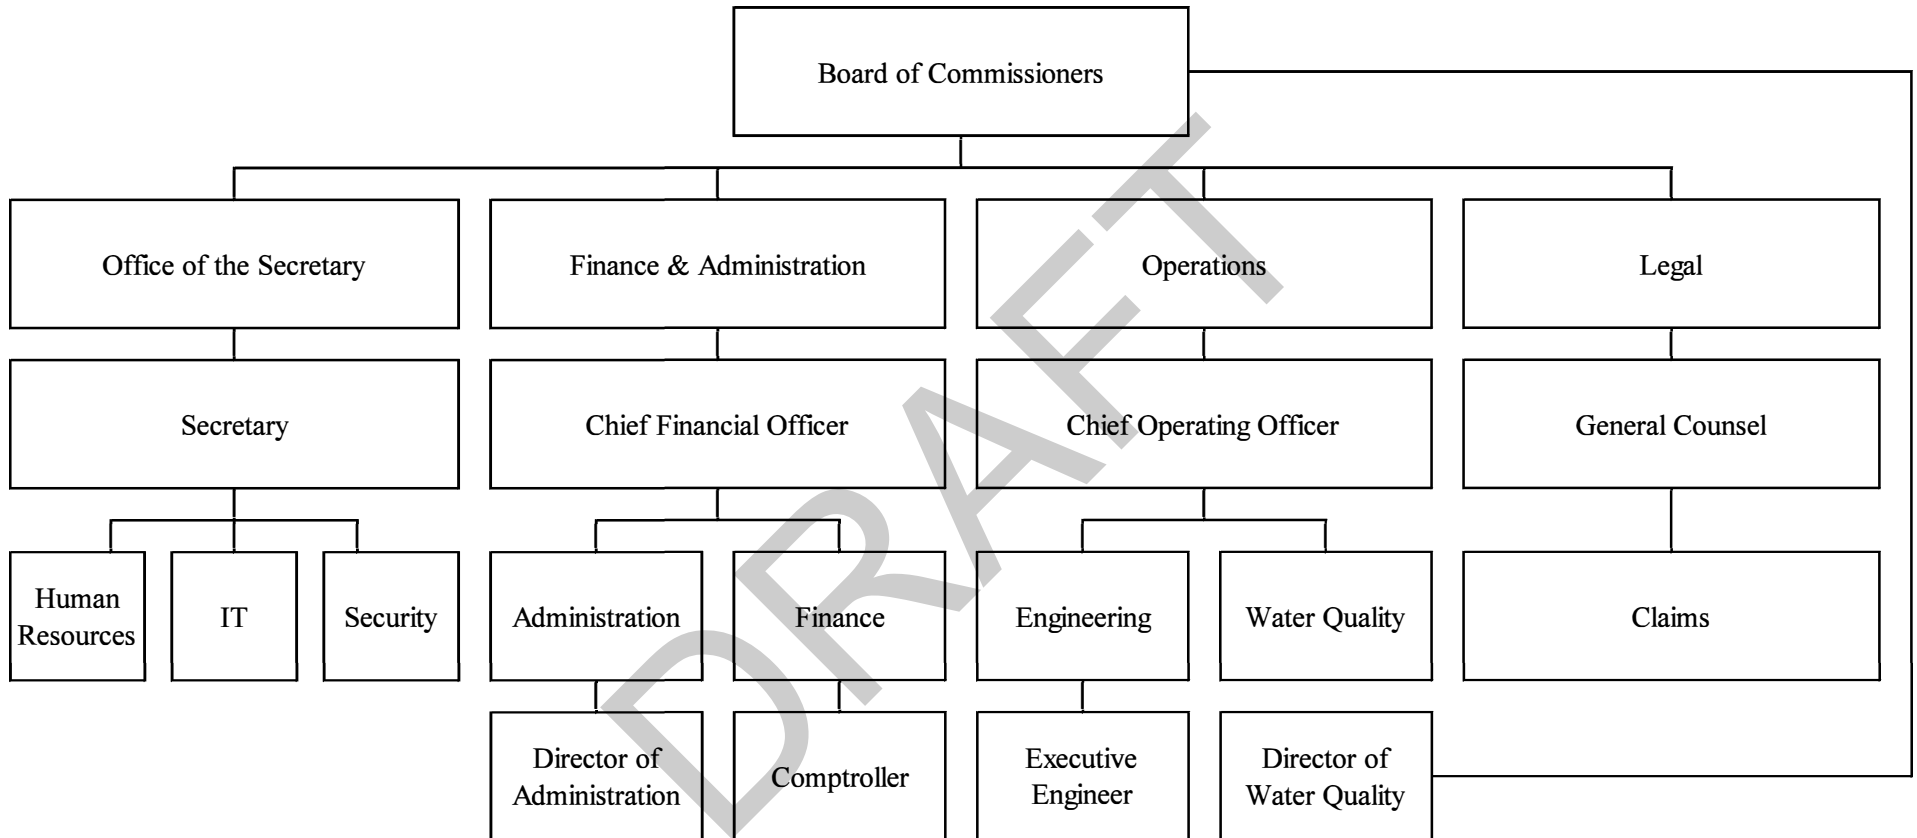 Board of Commissioners
Office of the Secretary
Finance & Administration
Operations
Legal
Secretary
Chief Financial Officer
Chief Operating Officer
General Counsel
Human
Resources
IT
Security
Administration
Finance
Engineering
Water Quality
Claims
Director of
Administration
Comptroller
Executive
Engineer
Director of
Water Quality
DRAFT